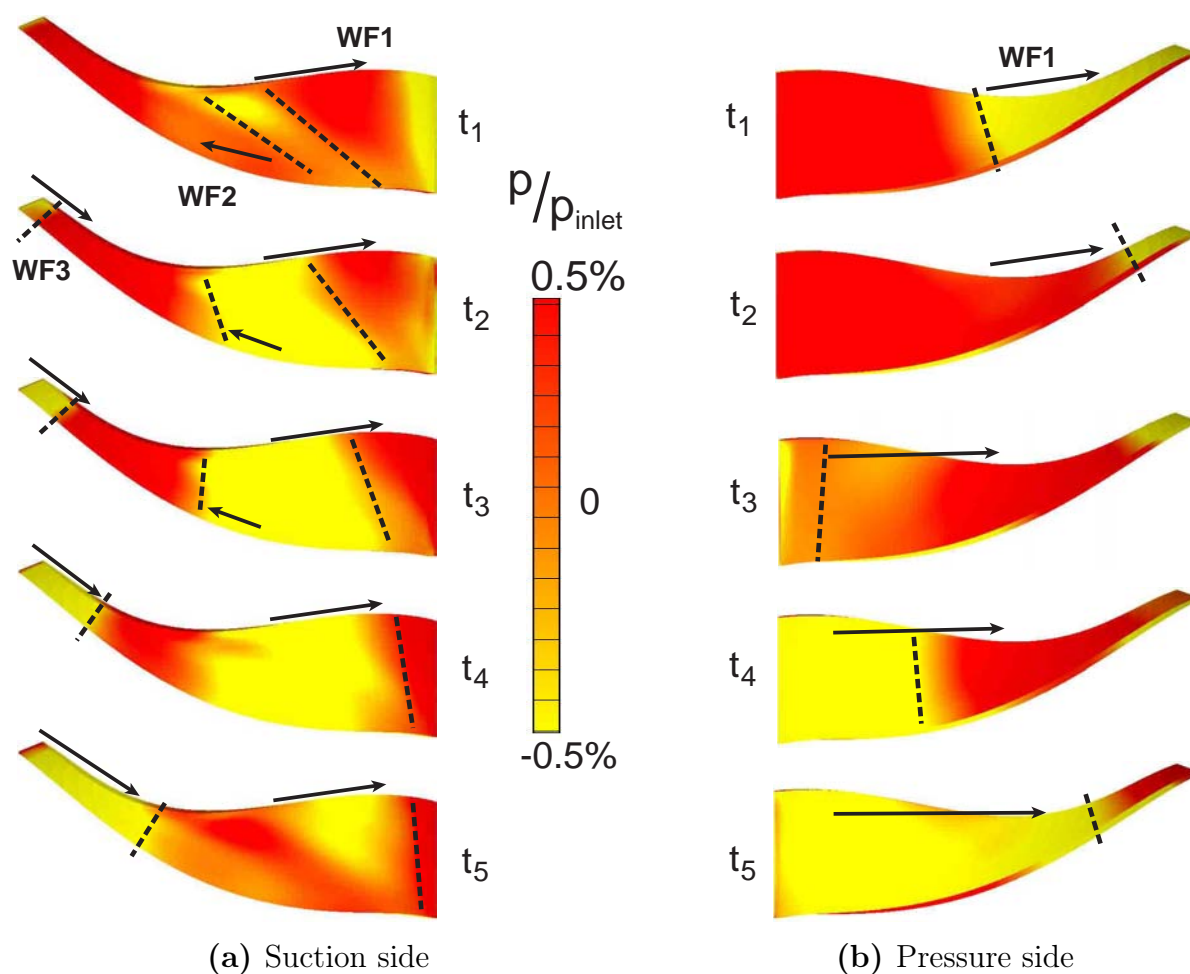 WF1
t1
WF2
WF3
t2
t3
t4
t5
p/pinlet
0.5%
0
-0.5%
WF1
t1
t2
t3
t4
t5
(a) Suction side
(b) Pressure side